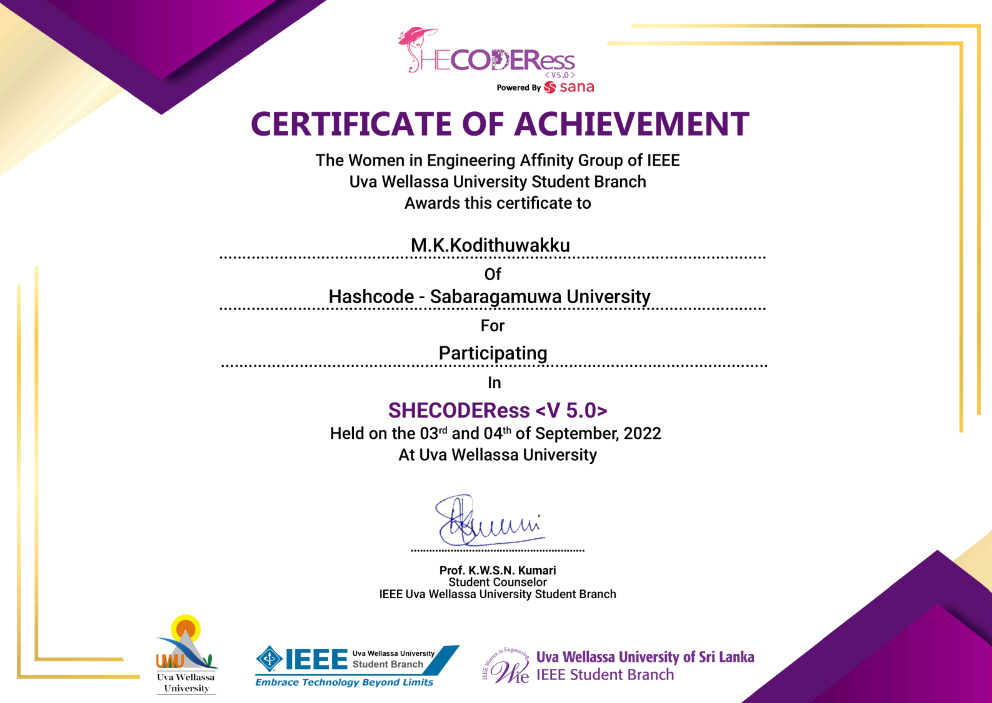 SHECODERess
<V5.0>
Powered By sana
CERTIFICATE OF ACHIEVEMENT
The Women in Engineering Affinity Group of IEEE
Uva Wellassa University Student Branch
Awards this certificate to
M.K.Kodithuwakku
Of
Hashcode - Sabaragamuwa University
For
Participating
In
SHECODERess <V 5.0>
Held on the 03rd and 04th of September, 2022
At Uva Wellassa University
Prof. K.W.S.N. Kumari
Student Counselor
IEEE Uva Wellassa University Student Branch
UWU
Uva Wellassa
University
IEEE
Uva Wellassa University
Student Branch
Embrace Technology Beyond Limits
IEEE Women in Engineering
Wie
Uva Wellassa University of Sri Lanka
IEEE Student Branch